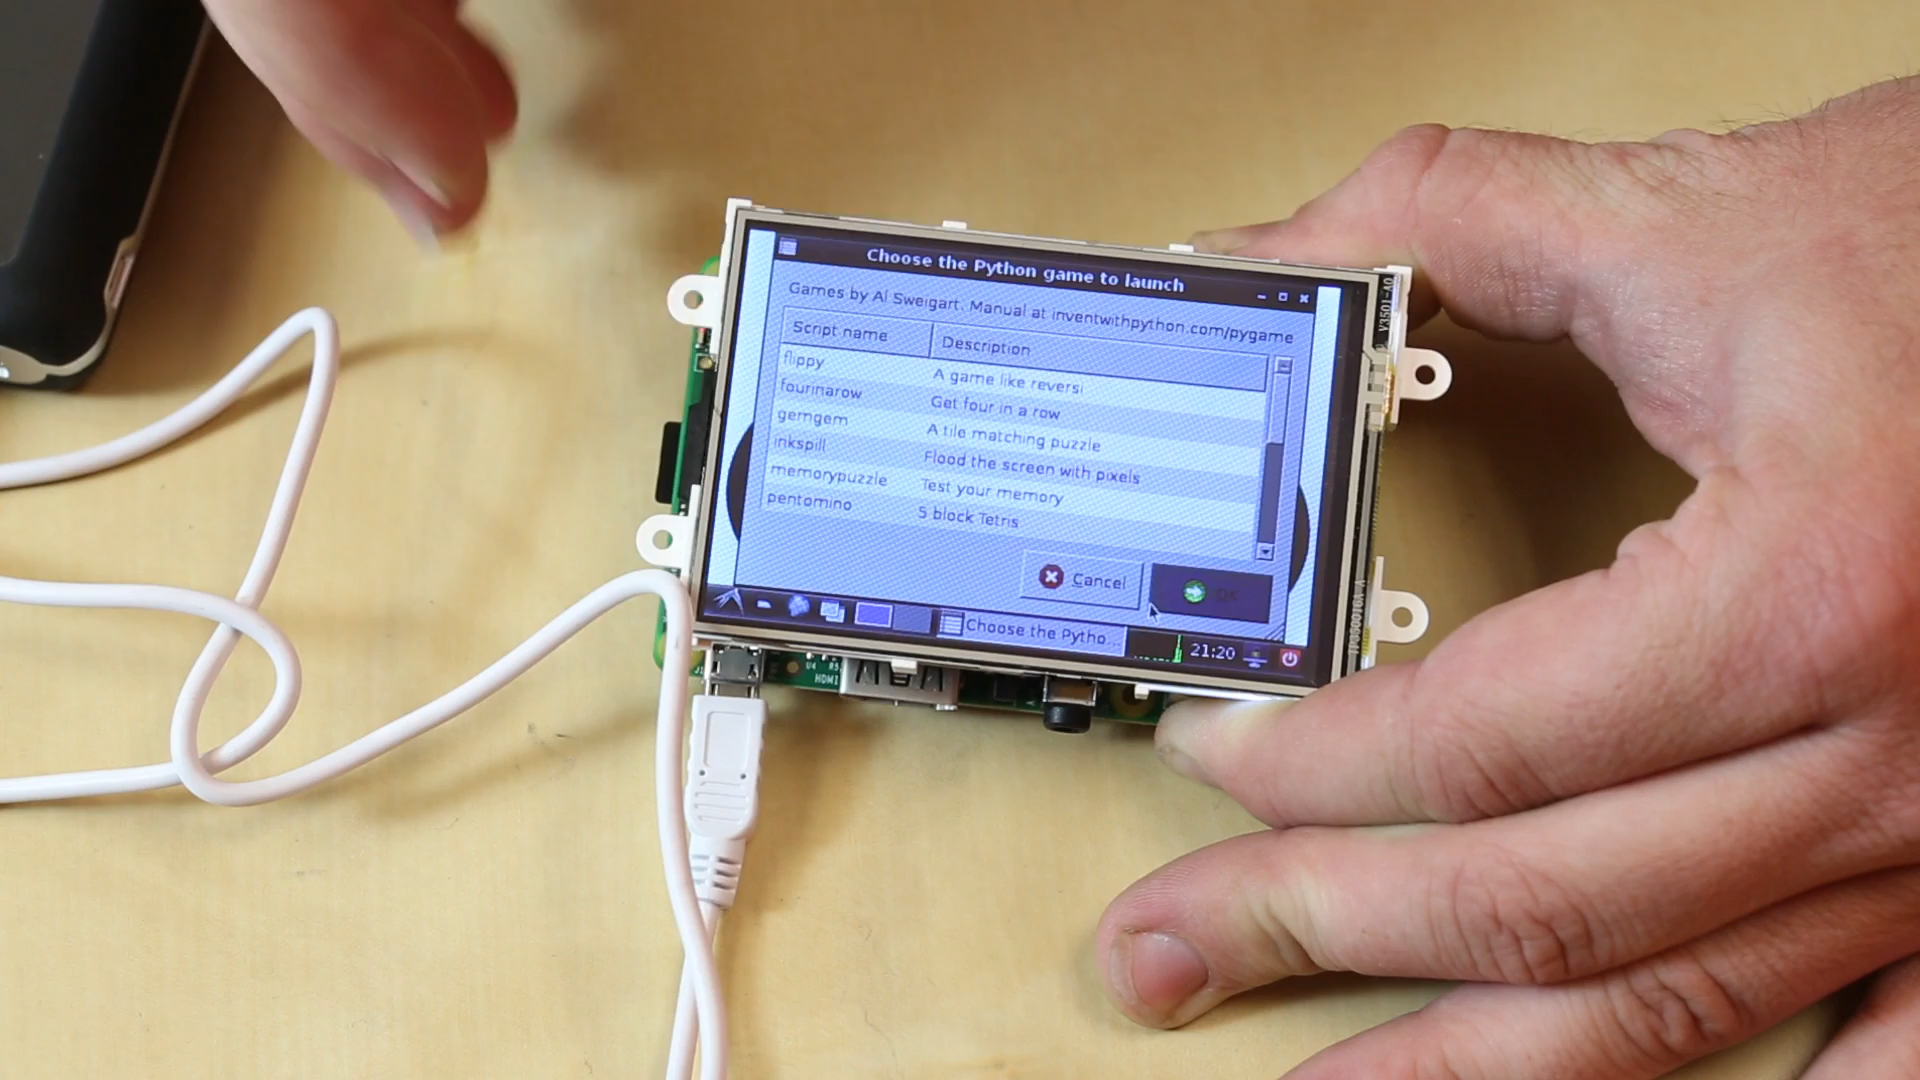 Choose the Python game to launch
Games by Al Sweigart. Manual at inventwithpython.com/pygame
Script name Description
flippy A game like reversi
fourinarow Get four in a row
gemgem A tile matching puzzle
inkspill Flood the screen with pixels
memorypuzzle Test your memory
pentomino 5 block Tetris
Cancel OK
Choose the Pytho... 21:20
HDMI
U4